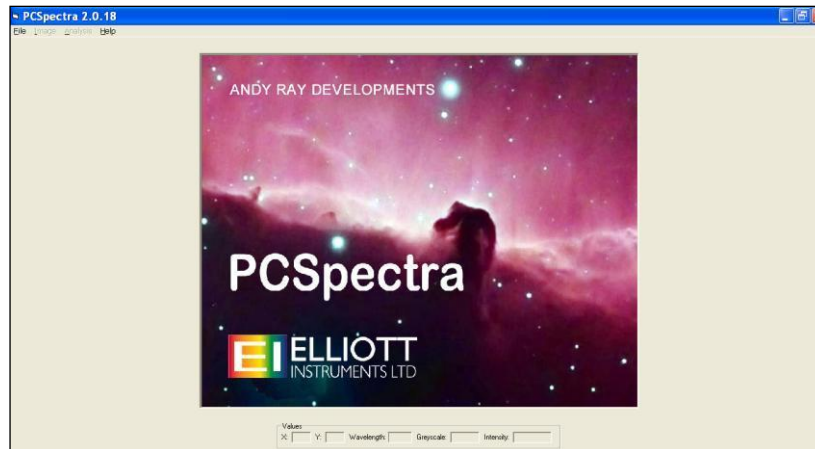 PCSpectra 2.0.18
File Image Analysis Help
ANDY RAY DEVELOPMENTS
PCSpectra
EI ELLIOTT
INSTRUMENTS LTD
Values
X: Y: Wavelength: Greyscale: Intensity: